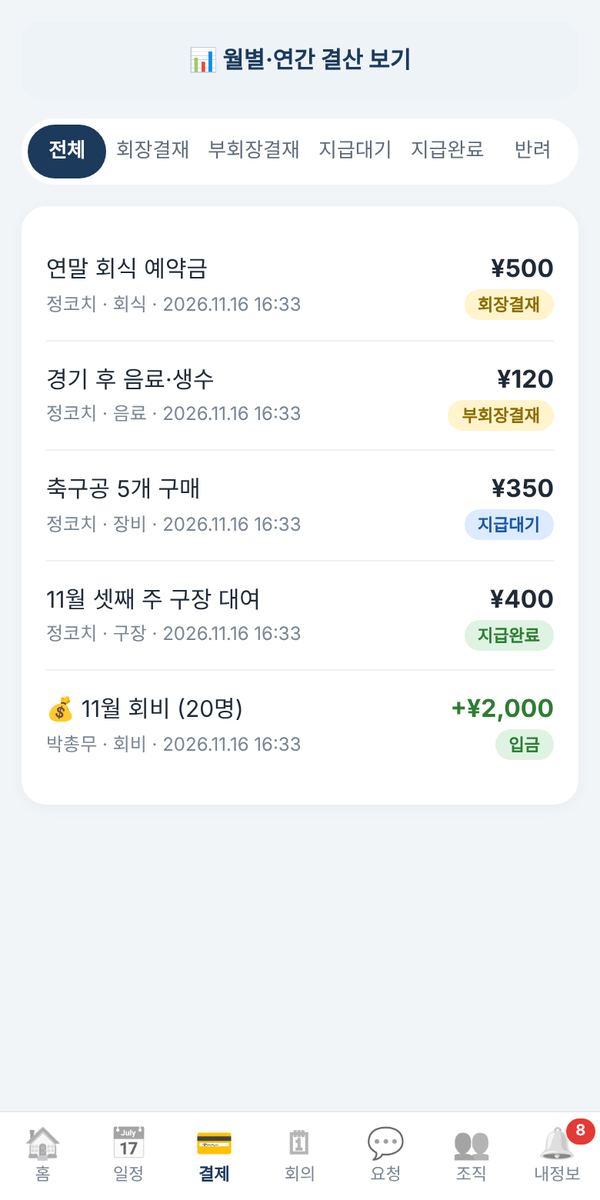 📊 월별·연간 결산 보기
전체 회장결재 부회장결재 지급대기 지급완료 반려
연말 회식 예약금 ¥500
정코치 · 회식 · 2026.11.16 16:33 회장결재
경기 후 음료·생수 ¥120
정코치 · 음료 · 2026.11.16 16:33 부회장결재
축구공 5개 구매 ¥350
정코치 · 장비 · 2026.11.16 16:33 지급대기
11월 셋째 주 구장 대여 ¥400
정코치 · 구장 · 2026.11.16 16:33 지급완료
💰 11월 회비 (20명) +¥2,000
박총무 · 회비 · 2026.11.16 16:33 입금
July
17
1
8
홈 일정 결제 회의 요청 조직 내정보